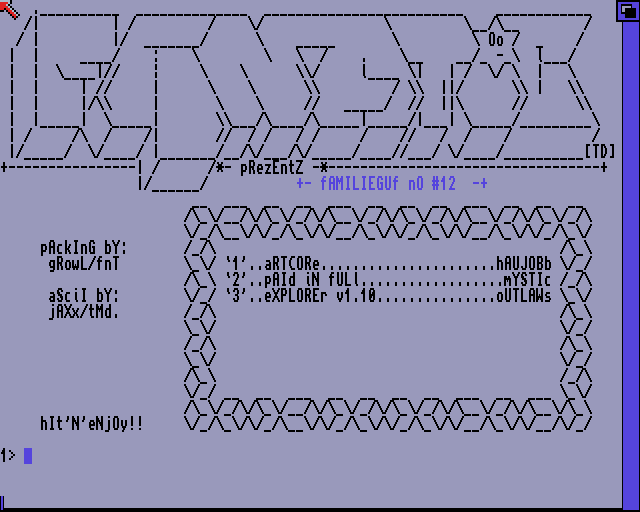 Oo
[TD]
*- pRezEntZ -*
+- fAMILIEGUf nO #12 -+
pAckInG bY:
gRowL/fnT
aSciI bY:
jAXx/tMd.
`1'..aRTCORe......................hAUJOBb
`2'..pAId iN fULl..................mYSTIc
`3'..eXPLOREr v1.10...............oUTLAWs
hIt'N'eNjOy!!
1>